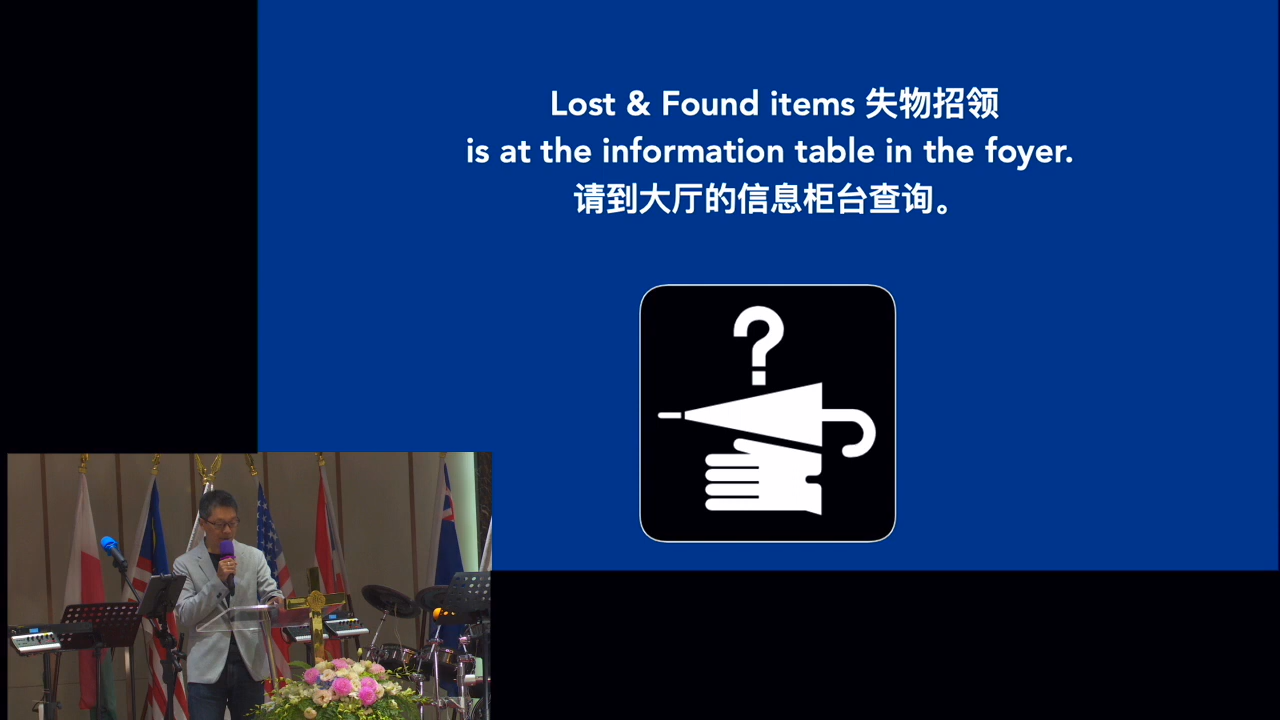 Lost & Found items 失物招领
is at the information table in the foyer.
请到大厅的信息柜台查询。
?